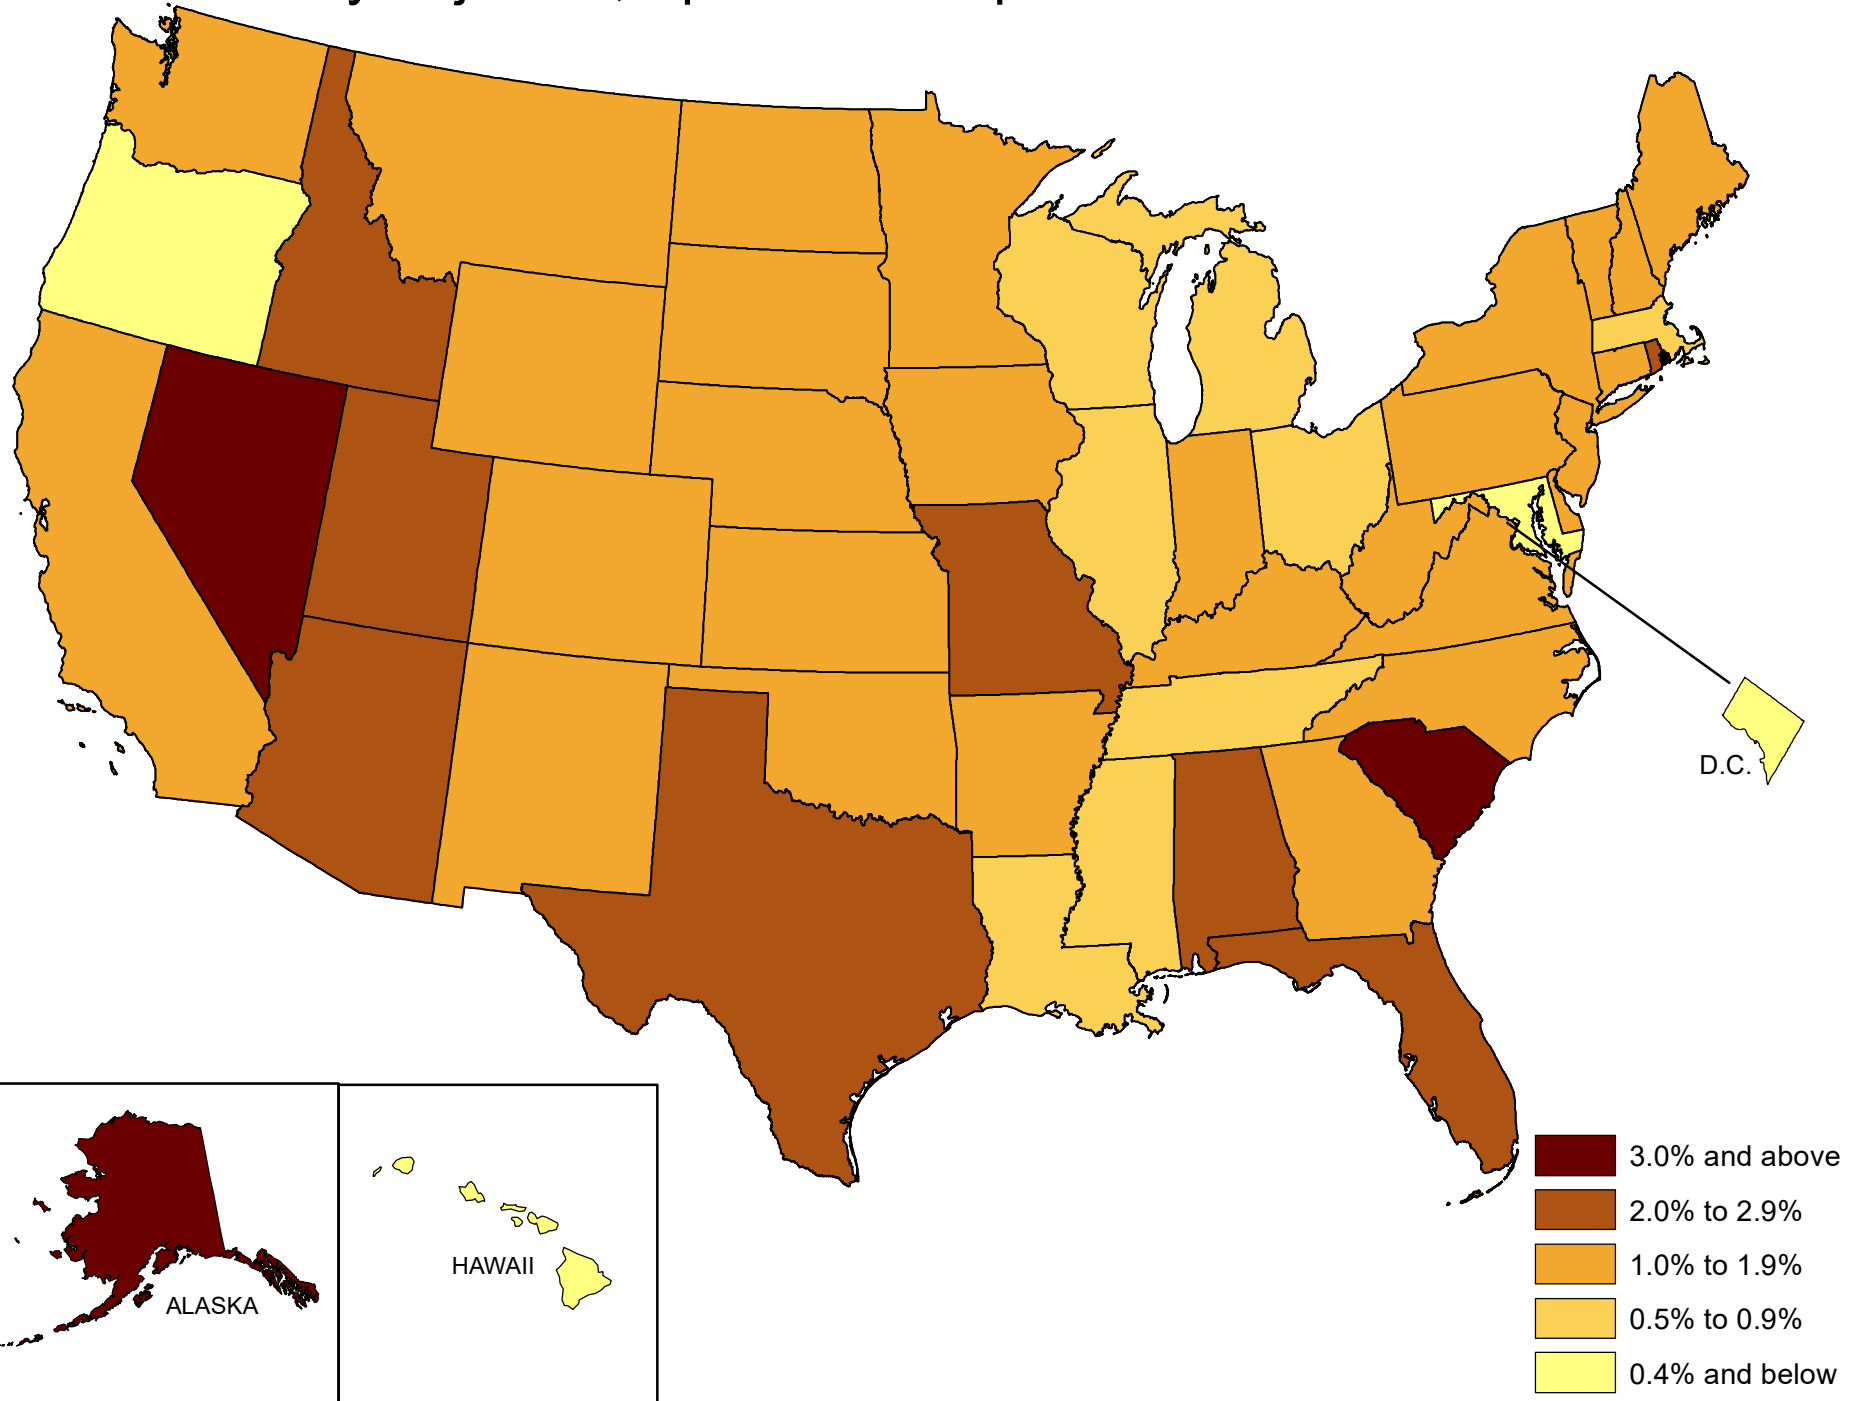 D.C.
HAWAII
ALASKA
3.0% and above
2.0% to 2.9%
1.0% to 1.9%
0.5% to 0.9%
0.4% and below